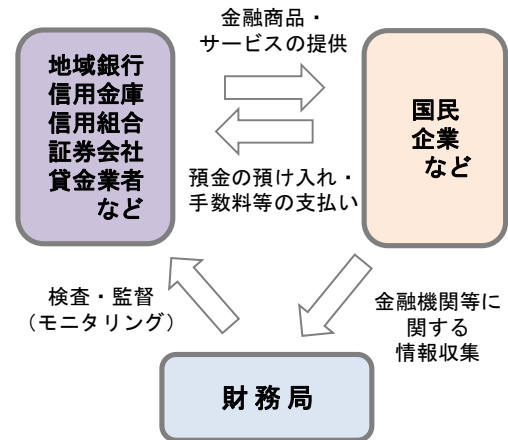 金融商品・
サービスの提供
地域銀行
信用金庫
信用組合
証券会社
貸金業者
など
国民
企業
など
預金の預け入れ・
手数料等の支払い
検査・監督
（モニタリング）
金融機関等に
関する
情報収集
財務局